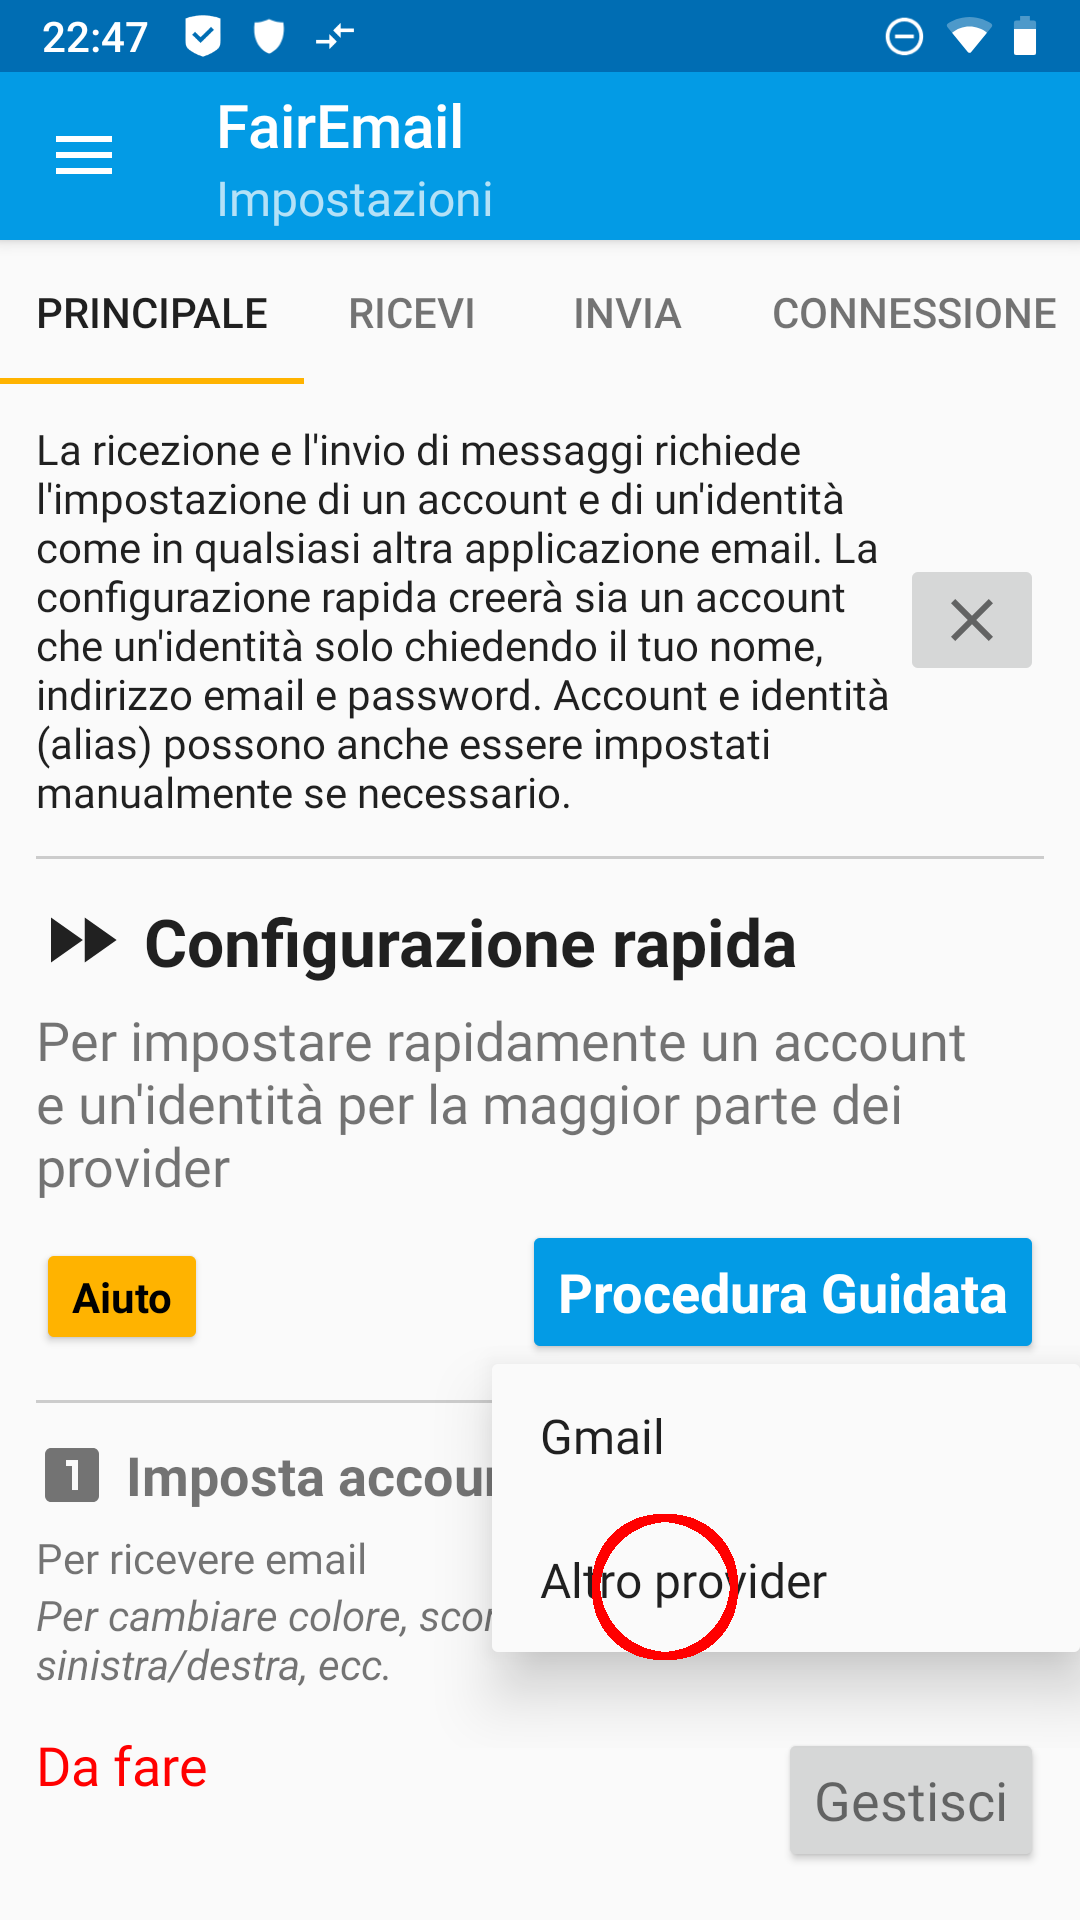 22:47
FairEmail
Impostazioni
PRINCIPALE RICEVI INVIA CONNESSIONE
La ricezione e l'invio di messaggi richiede
l'impostazione di un account e di un'identità
come in qualsiasi altra applicazione email. La
configurazione rapida creerà sia un account
che un'identità solo chiedendo il tuo nome,
indirizzo email e password. Account e identità
(alias) possono anche essere impostati
manualmente se necessario.
Configurazione rapida
Per impostare rapidamente un account
e un'identità per la maggior parte dei
provider
Aiuto
Procedura Guidata
Gmail
Altro provider
1 Imposta accou
Per ricevere email
Per cambiare colore, scor
sinistra/destra, ecc.
Da fare
Gestisci